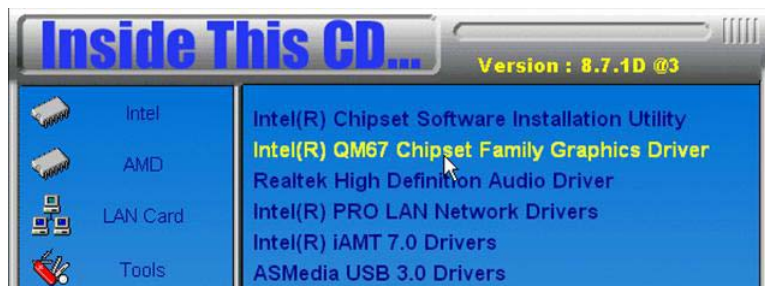 Inside This CD...
Version : 8.7.1D @3
Intel
AMD
LAN Card
Tools
Intel(R) Chipset Software Installation Utility
Intel(R) QM67 Chipset Family Graphics Driver
Realtek High Definition Audio Driver
Intel(R) PRO LAN Network Drivers
Intel(R) iAMT 7.0 Drivers
ASMedia USB 3.0 Drivers